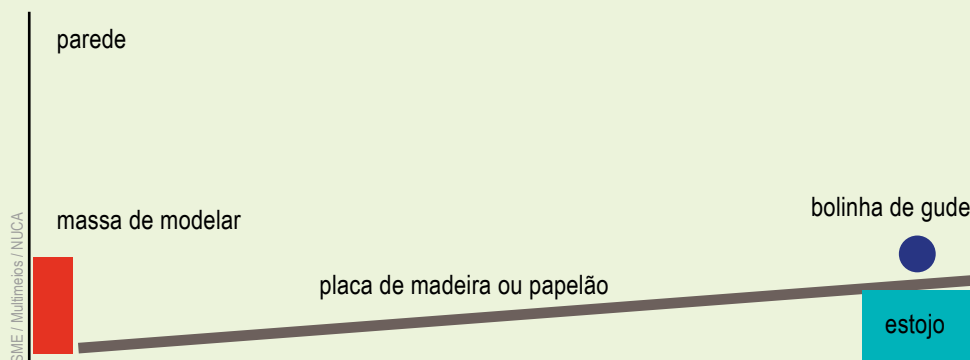 parede
massa de modelar
bolinha de gude
placa de madeira ou papelão
estojo
SME / Multimeios / NUCA